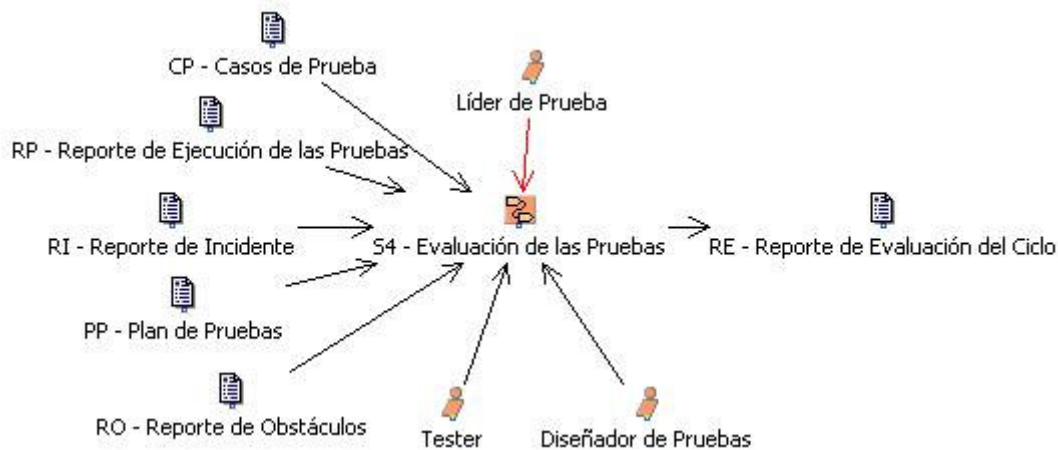 CP - Casos de Prueba
Líder de Prueba
RP - Reporte de Ejecución de las Pruebas
RI - Reporte de Incidente
S4 - Evaluación de las Pruebas
RE - Reporte de Evaluación del Ciclo
PP - Plan de Pruebas
RO - Reporte de Obstáculos
Tester
Diseñador de Pruebas